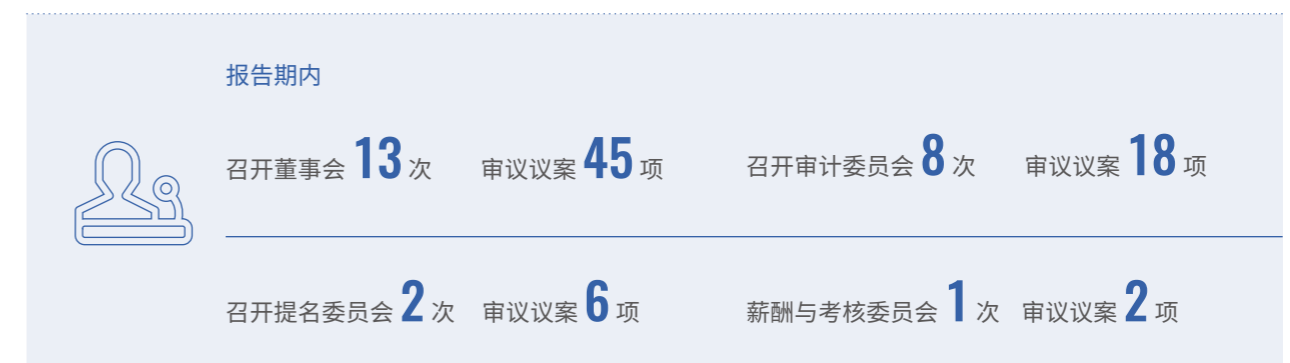 报告期内
召开董事会 13 次 审议议案 45 项 召开审计委员会 8 次 审议议案 18 项
召开提名委员会 2 次 审议议案 6 项 薪酬与考核委员会 1 次 审议议案 2 项